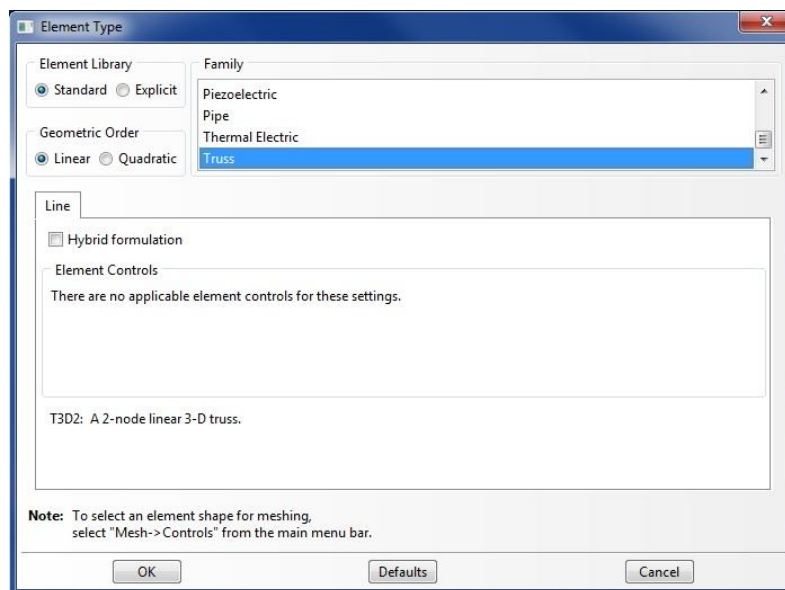 Element Type
Element Library
Standard Explicit
Geometric Order
Linear Quadratic
Family
Piezoelectric
Pipe
Thermal Electric
Truss
Line
Hybrid formulation
Element Controls
There are no applicable element controls for these settings.
T3D2: A 2-node linear 3-D truss.
Note: To select an element shape for meshing,
select "Mesh->Controls" from the main menu bar.
OK Defaults Cancel